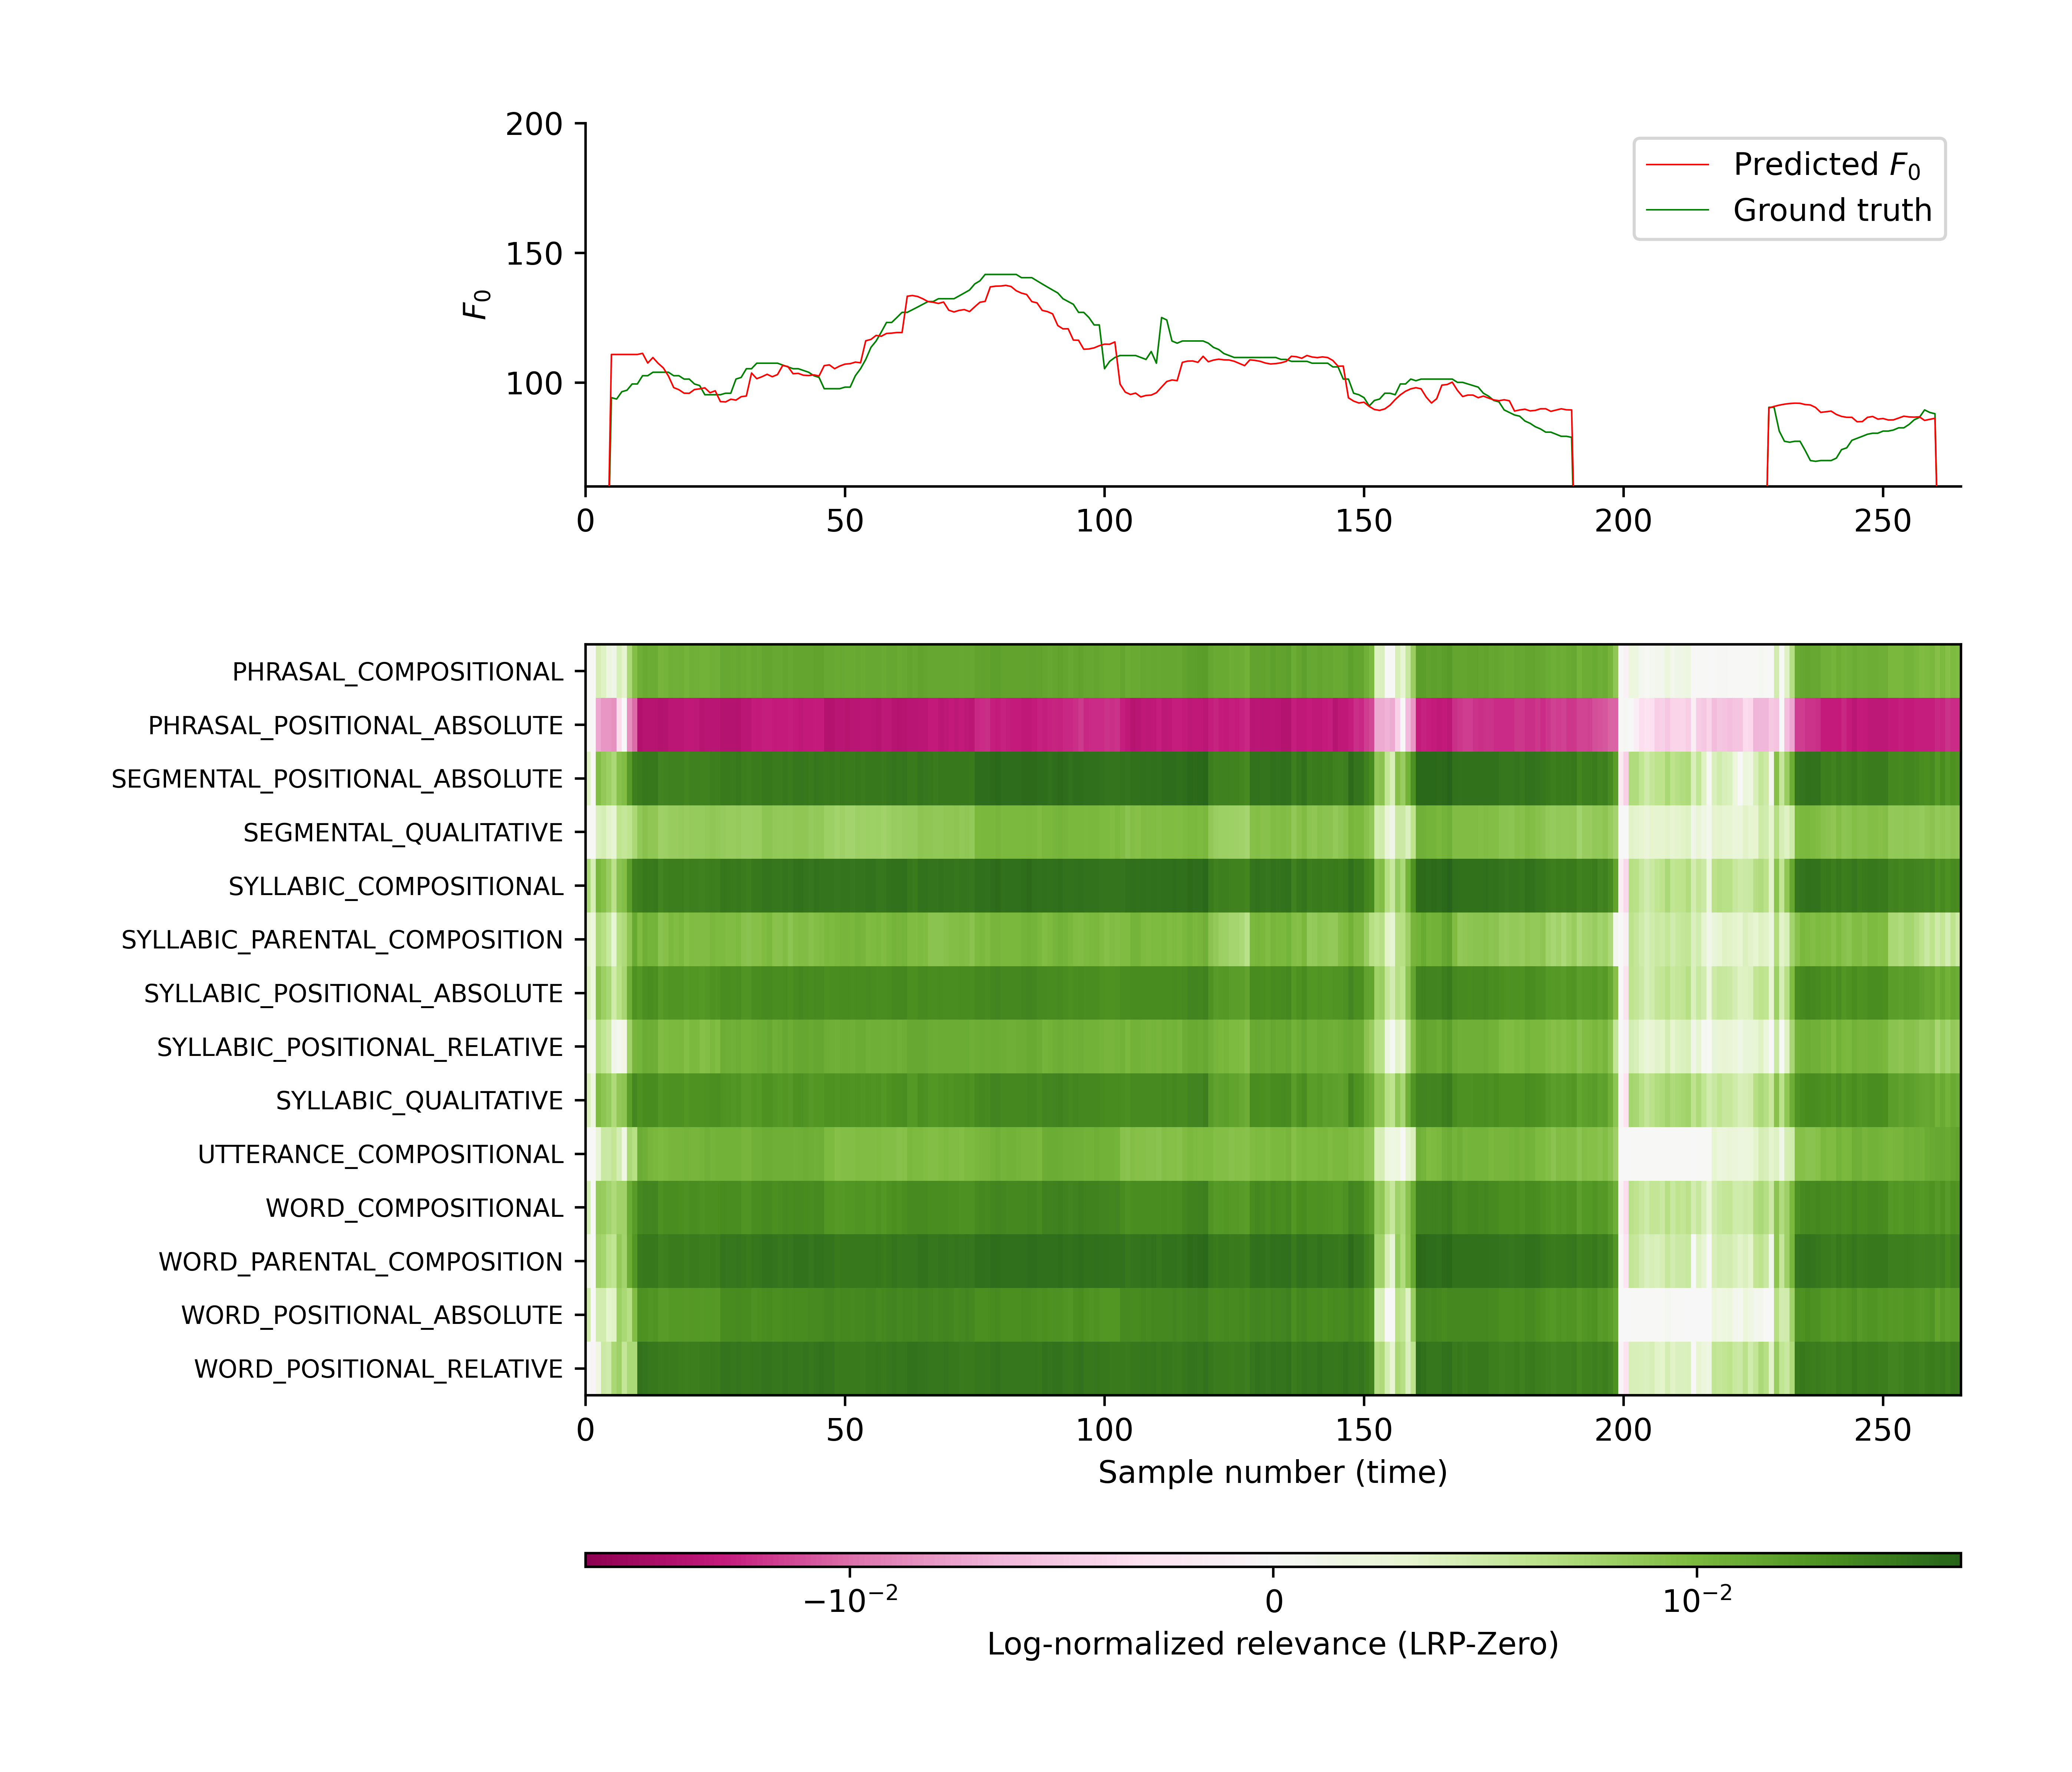 200
150
100
F₀
Predicted F₀
Ground truth
0 50 100 150 200 250
PHRASAL_COMPOSITIONAL
PHRASAL_POSITIONAL_ABSOLUTE
SEGMENTAL_POSITIONAL_ABSOLUTE
SEGMENTAL_QUALITATIVE
SYLLABIC_COMPOSITIONAL
SYLLABIC_PARENTAL_COMPOSITION
SYLLABIC_POSITIONAL_ABSOLUTE
SYLLABIC_POSITIONAL_RELATIVE
SYLLABIC_QUALITATIVE
UTTERANCE_COMPOSITIONAL
WORD_COMPOSITIONAL
WORD_PARENTAL_COMPOSITION
WORD_POSITIONAL_ABSOLUTE
WORD_POSITIONAL_RELATIVE
0 50 100 150 200 250
Sample number (time)
−10⁻² 0 10⁻²
Log-normalized relevance (LRP-Zero)